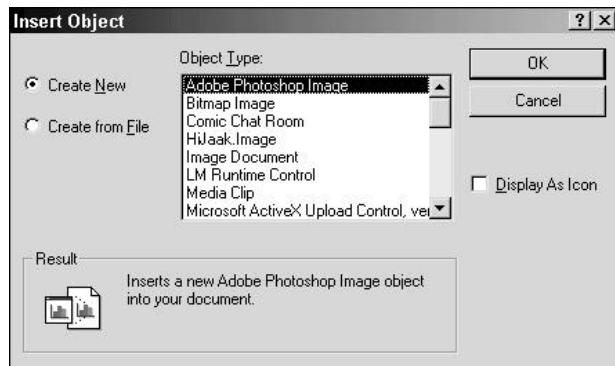 Insert Object
Object Type:
Create New
Create from File
Adobe Photoshop Image
Bitmap Image
Comic Chat Room
HiJaak.Image
Image Document
LM Runtime Control
Media Clip
Microsoft ActiveX Upload Control, ver
OK
Cancel
Display As Icon
Result
Inserts a new Adobe Photoshop Image object
into your document.